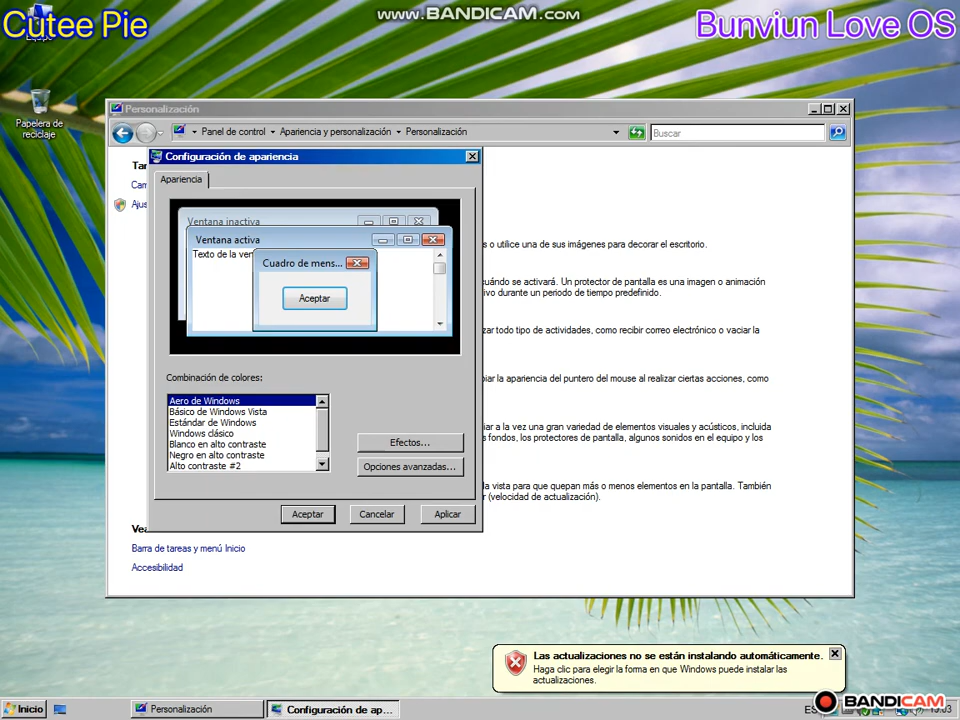 www.BANDICAM.com
Cutee Pie
Bunviun Love OS
Papelera de
reciclaje
Personalización
Panel de control
Apariencia y personalización
Personalización
Buscar
Configuración de apariencia
Apariencia
Ventana inactiva
Ventana activa
Texto de la ven
Cuadro de mens...
Aceptar
Combinación de colores:
Aero de Windows
Básico de Windows Vista
Estándar de Windows
Windows clásico
Blanco en alto contraste
Negro en alto contraste
Alto contraste #2
Efectos...
Opciones avanzadas...
Aceptar
Cancelar
Aplicar
s o utilice una de sus imágenes para decorar el escritorio.
cuándo se activará. Un protector de pantalla es una imagen o animación
ivo durante un periodo de tiempo predefinido.
zar todo tipo de actividades, como recibir correo electrónico o vaciar la
biar la apariencia del puntero del mouse al realizar ciertas acciones, como
iar a la vez una gran variedad de elementos visuales y acústicos, incluida
s fondos, los protectores de pantalla, algunos sonidos en el equipo y los
la vista para que quepan más o menos elementos en la pantalla. También
r (velocidad de actualización).
Barra de tareas y menú Inicio
Accesibilidad
Las actualizaciones no se están instalando automáticamente.
Haga clic para elegir la forma en que Windows puede instalar las
actualizaciones.
Inicio
Personalización
Configuración de ap...
ES
BANDICAM